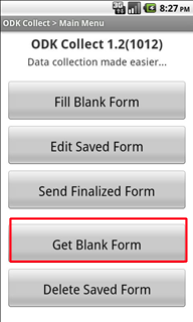 8:27 PM
ODK Collect > Main Menu
ODK Collect 1.2(1012)
Data collection made easier...
Fill Blank Form
Edit Saved Form
Send Finalized Form
Get Blank Form
Delete Saved Form